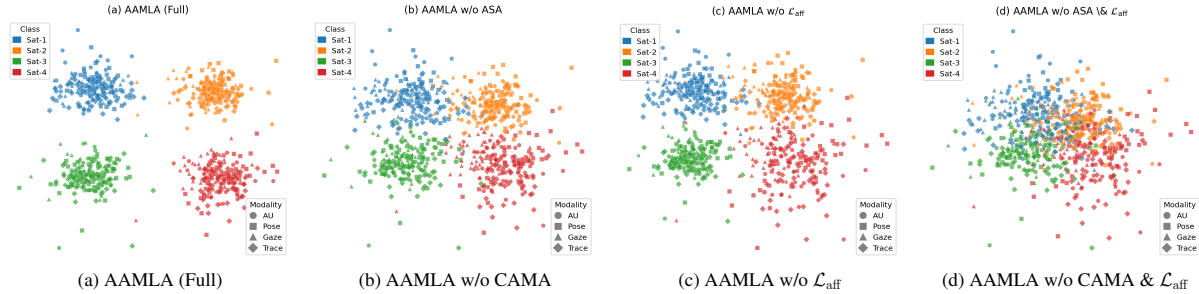 (a) AAMLA (Full)
Class
Sat-1
Sat-2
Sat-3
Sat-4
Modality
AU
Pose
Gaze
Trace
(a) AAMLA (Full)
(b) AAMLA w/o ASA
Class
Sat-1
Sat-2
Sat-3
Sat-4
Modality
AU
Pose
Gaze
Trace
(b) AAMLA w/o CAMA
(c) AAMLA w/o ℒaff
Class
Sat-1
Sat-2
Sat-3
Sat-4
Modality
AU
Pose
Gaze
Trace
(c) AAMLA w/o ℒaff
(d) AAMLA w/o ASA \& ℒaff
Class
Sat-1
Sat-2
Sat-3
Sat-4
Modality
AU
Pose
Gaze
Trace
(d) AAMLA w/o CAMA & ℒaff